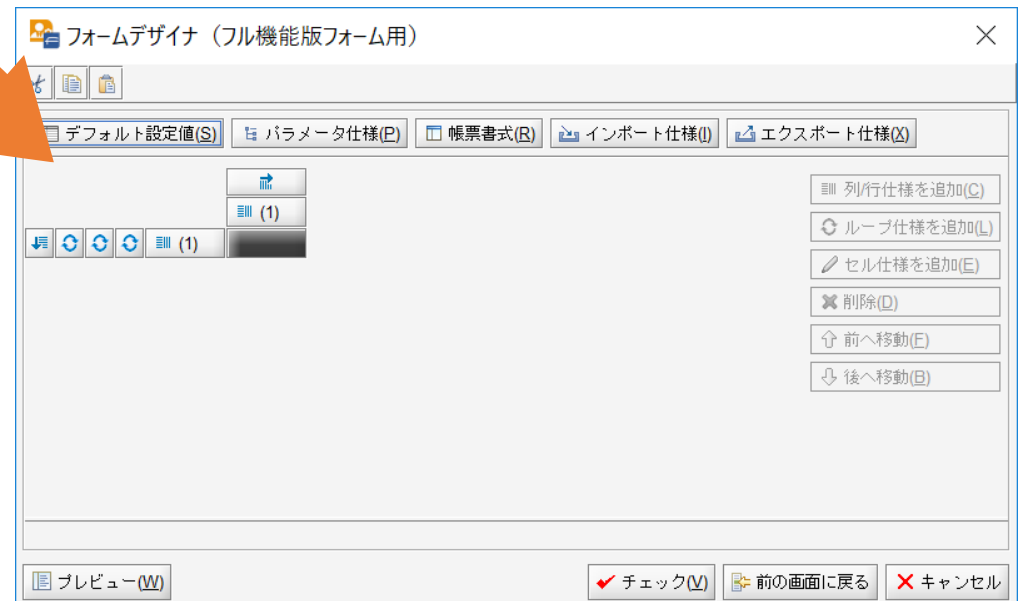 フォームデザイナ（フル機能版フォーム用）
デフォルト設定値(S) パラメータ仕様(P) 帳票書式(R) インポート仕様(I) エクスポート仕様(X)
(1)
(1)
列/行仕様を追加(C)
ループ仕様を追加(L)
セル仕様を追加(E)
削除(D)
前へ移動(F)
後へ移動(B)
プレビュー(W) チェック(V) 前の画面に戻る キャンセル